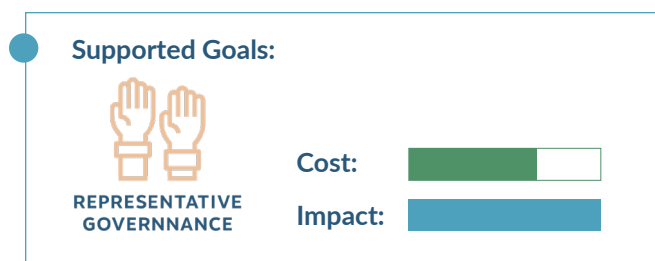 Supported Goals:
REPRESENTATIVE
GOVERNNANCE
Cost:
Impact: